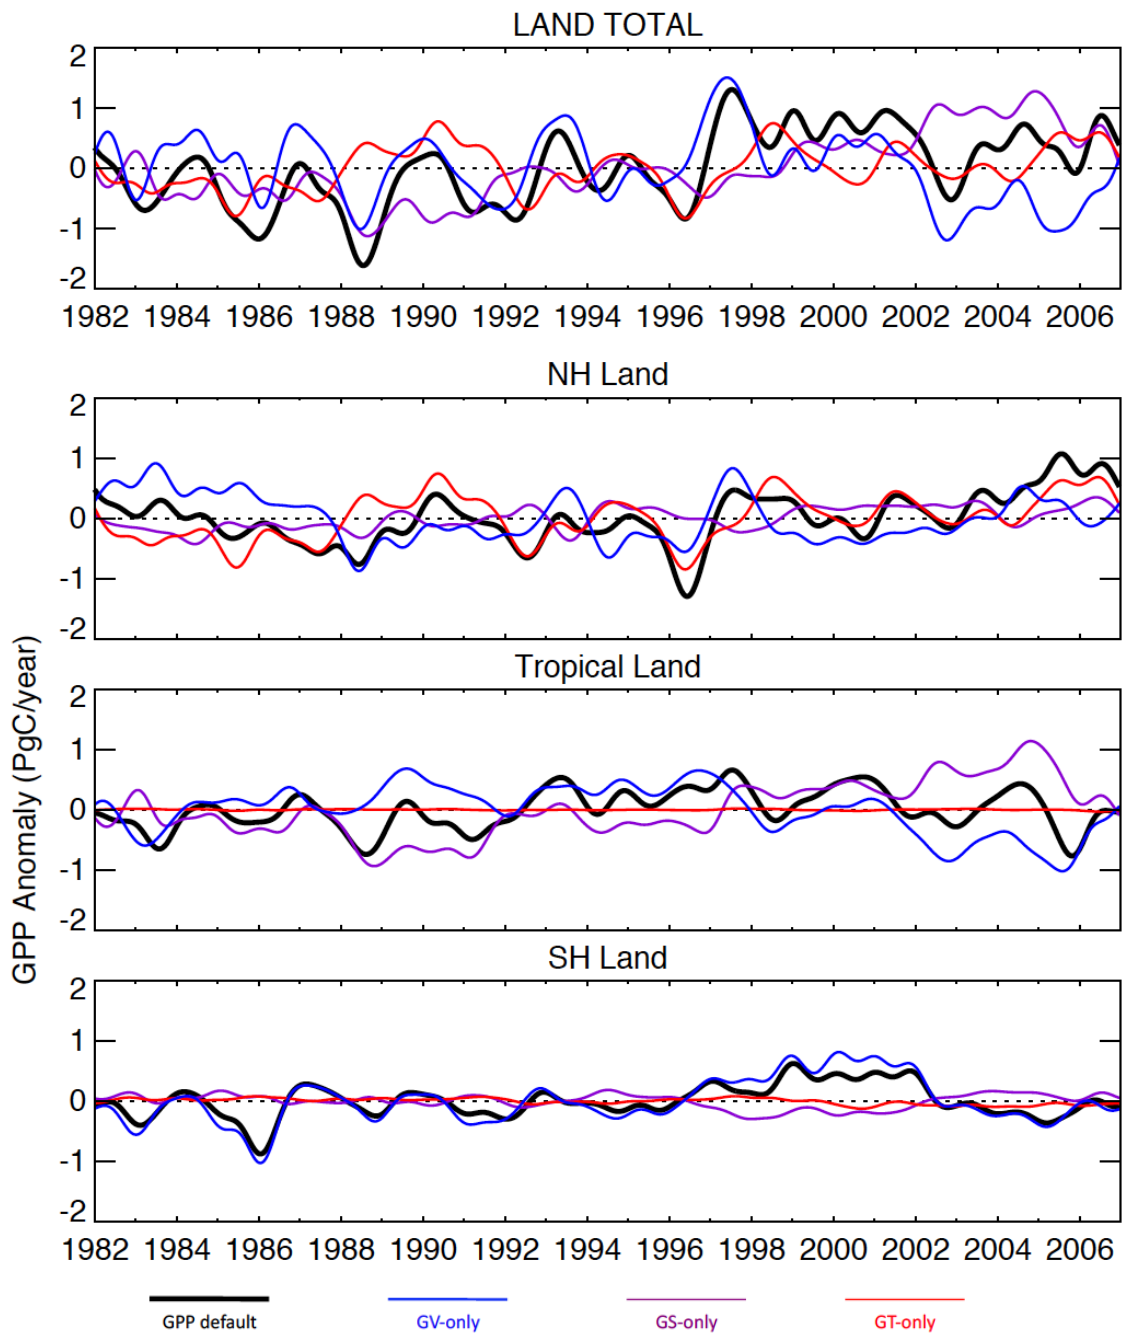 LAND TOTAL
2
1
0
-1
-2
1982 1984 1986 1988 1990 1992 1994 1996 1998 2000 2002 2004 2006
NH Land
2
1
0
-1
-2
Tropical Land
2
1
0
-1
-2
GPP Anomaly (PgC/year)
SH Land
2
1
0
-1
-2
1982 1984 1986 1988 1990 1992 1994 1996 1998 2000 2002 2004 2006
GPP default GV-only GS-only GT-only